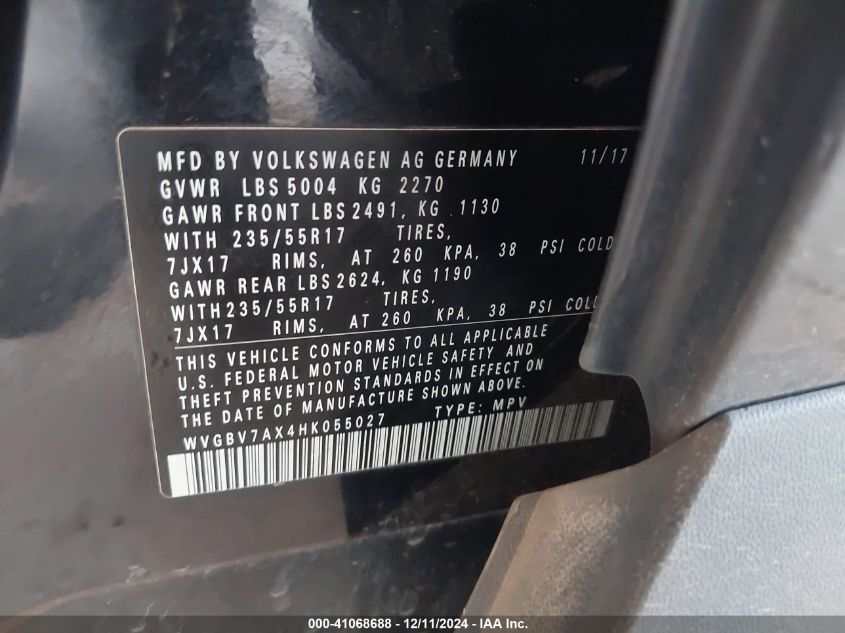 MFD BY VOLKSWAGEN AG GERMANY 11/17
GVWR LBS 5004 KG 2270
GAWR FRONT LBS 2491, KG 1130
WITH 235/55R17 TIRES,
7JX17 RIMS, AT 260 KPA, 38 PSI COLD
GAWR REAR LBS 2624, KG 1190
WITH 235/55R17 TIRES,
7JX17 RIMS, AT 260 KPA, 38 PSI COLD
THIS VEHICLE CONFORMS TO ALL APPLICABLE
U.S. FEDERAL MOTOR VEHICLE SAFETY AND
THEFT PREVENTION STANDARDS IN EFFECT ON
THE DATE OF MANUFACTURE SHOWN ABOVE.
WVGBV7AX4HK055027 TYPE: MPV
000-41068688 - 12/11/2024 - IAA Inc.